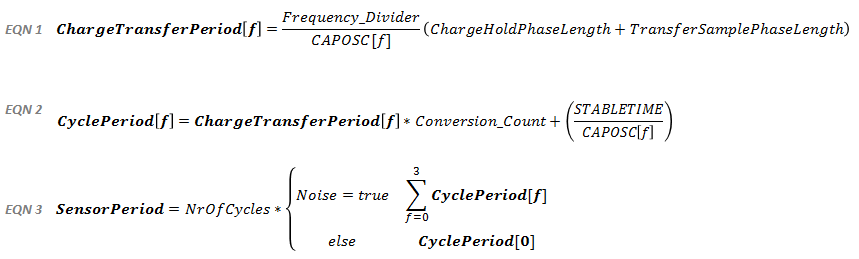 EQN 1 ChargeTransferPeriod[f] = Frequency_Divider / CAPOSC[f] (ChargeHoldPhaseLength + TransferSamplePhaseLength)
EQN 2 CyclePeriod[f] = ChargeTransferPeriod[f] ∗ Conversion_Count + (STABLETIME / CAPOSC[f])
EQN 3 SensorPeriod = NrOfCycles ∗ { Noise = true ∑ f=0 3 CyclePeriod[f]
else CyclePeriod[0]